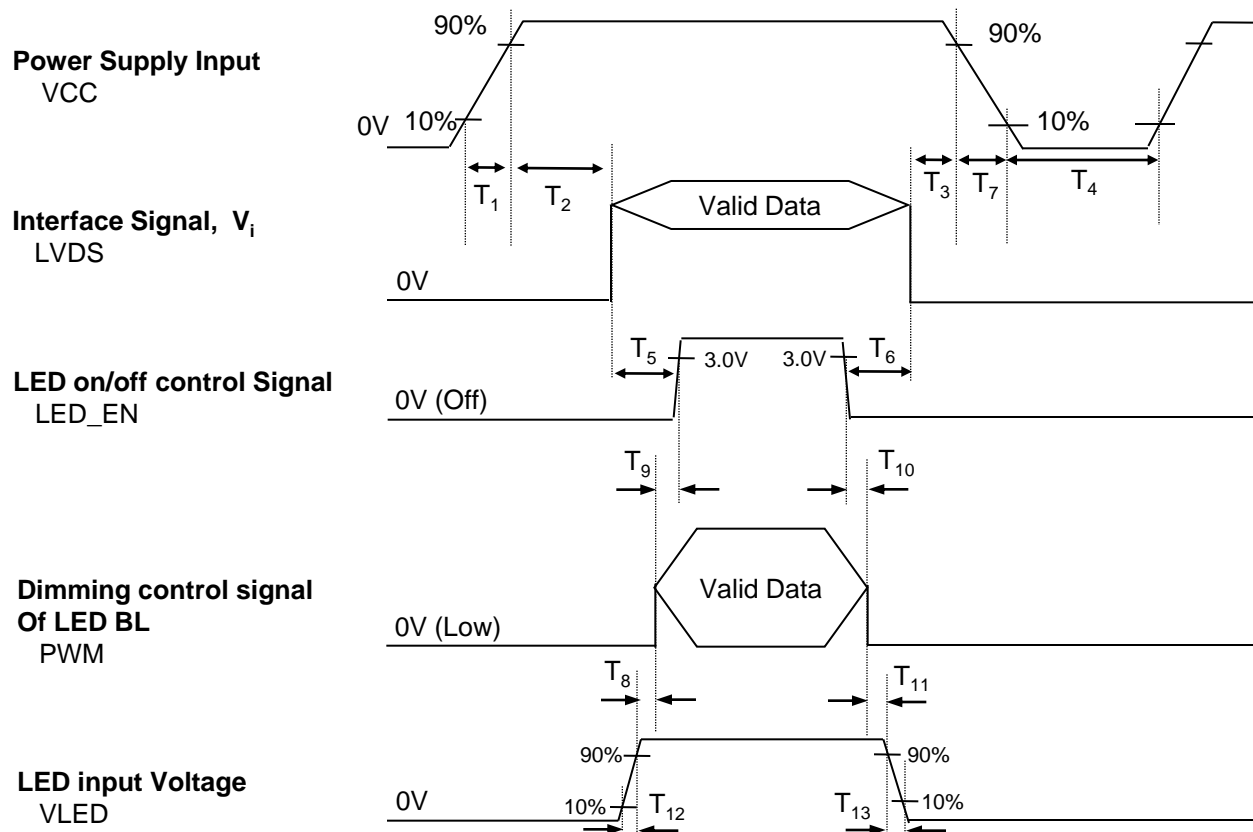 90%
90%
Power Supply Input
VCC
0V
10%
10%
T1
T2
T3
T7
T4
Valid Data
Interface Signal, Vi
LVDS
0V
T5
3.0V
3.0V
T6
LED on/off control Signal
LED_EN
0V (Off)
T9
T10
Dimming control signal
Of LED BL
PWM
Valid Data
0V (Low)
T8
T11
90%
90%
LED input Voltage
VLED
0V
10%
T12
T13
10%